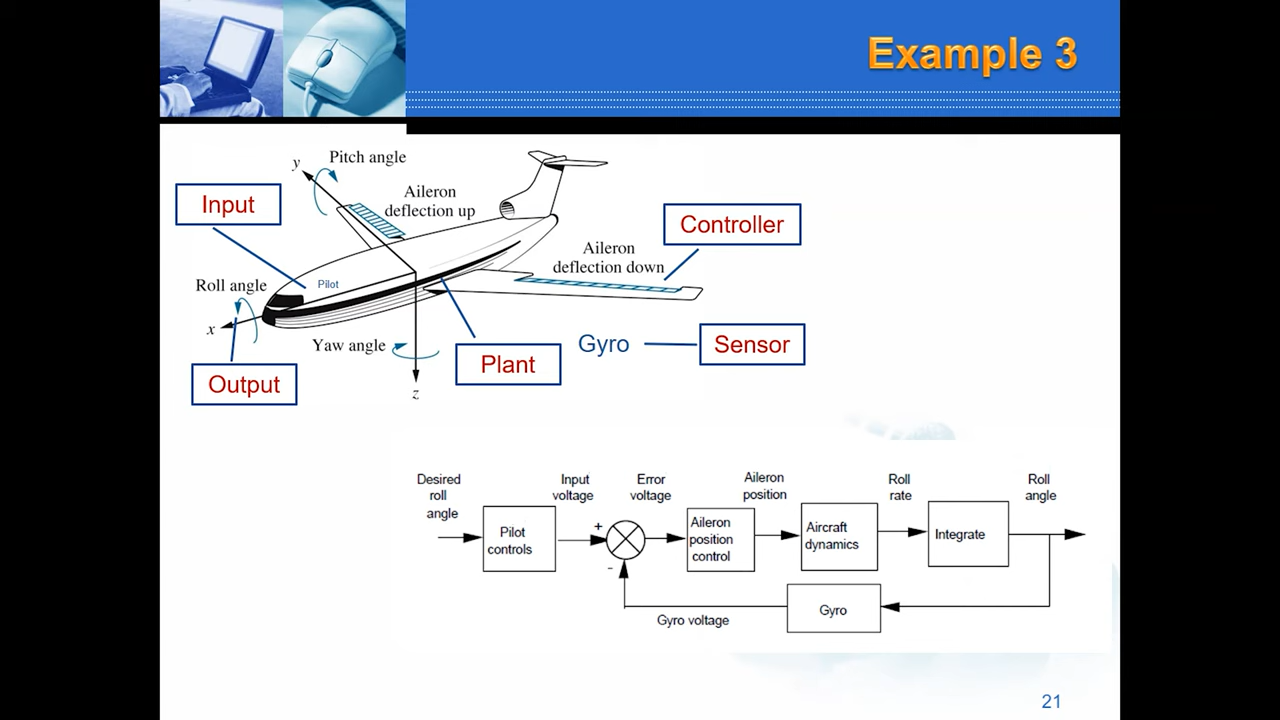 Example 3
y
Pitch angle
Aileron
deflection up
Input
Controller
Aileron
deflection down
Roll angle
Pilot
x
Yaw angle
Gyro
Sensor
Plant
Output
z
Desired
roll
angle
Input
voltage
Error
voltage
Aileron
position
Roll
rate
Roll
angle
Pilot
controls
+
-
Aileron
position
control
Aircraft
dynamics
Integrate
Gyro
Gyro voltage
21